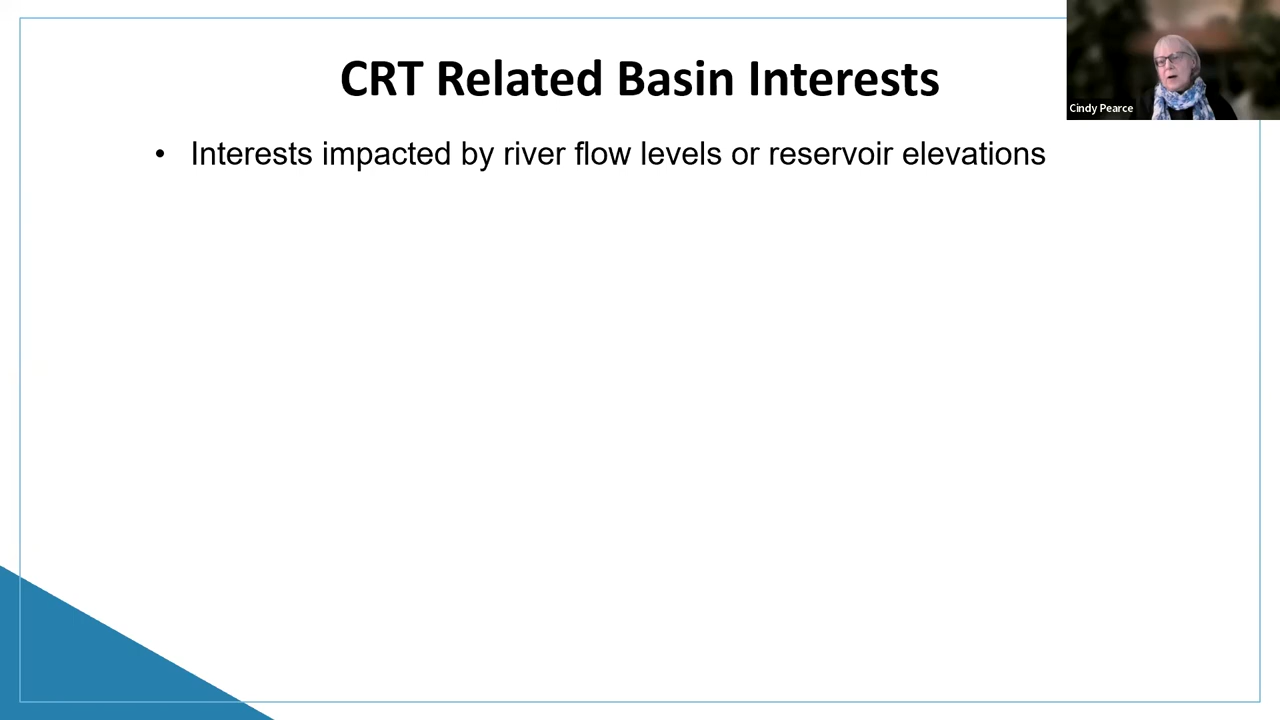 CRT Related Basin Interests
Cindy Pearce
• Interests impacted by river flow levels or reservoir elevations